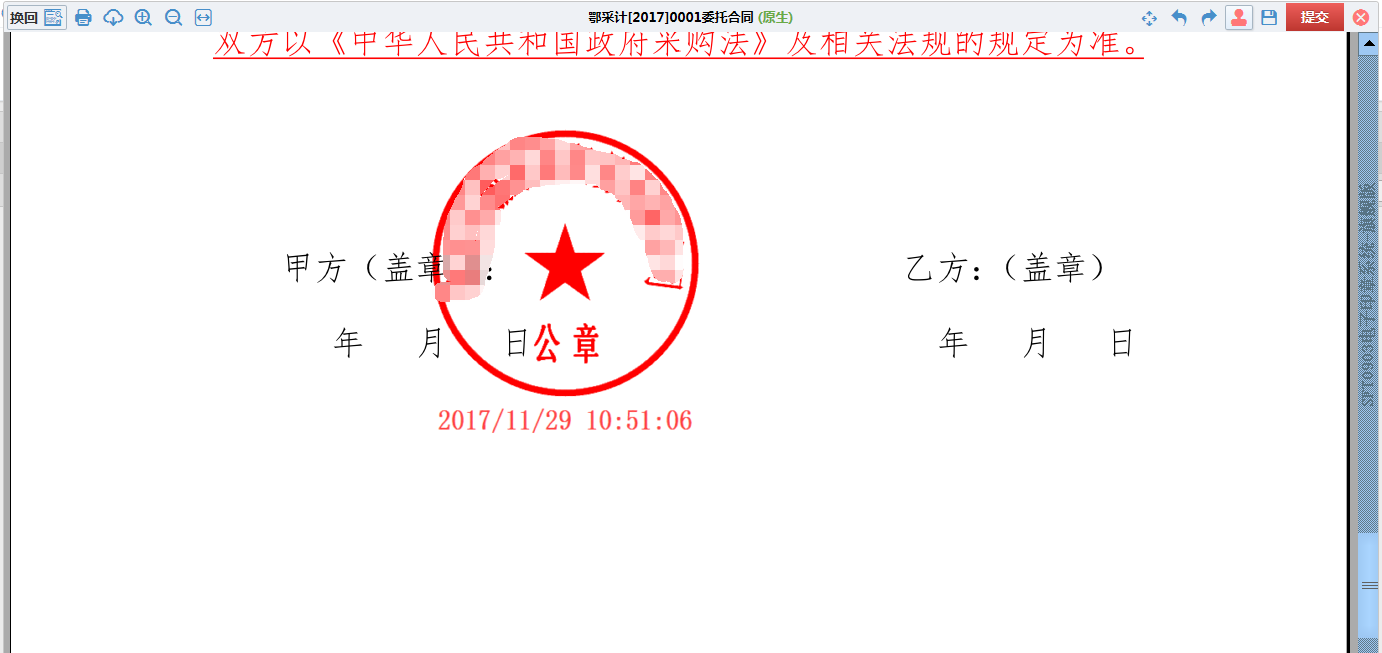 换回
鄂采计[2017]0001委托合同 (原生)
提交
双方以《中华人民共和国政府采购法》及相关法规的规定为准。
甲方（盖章 :
乙方：（盖章）
年 月 日
公章
年 月 日
2017/11/29 10:51:06
SPT0903电子印章系统 旗舰版